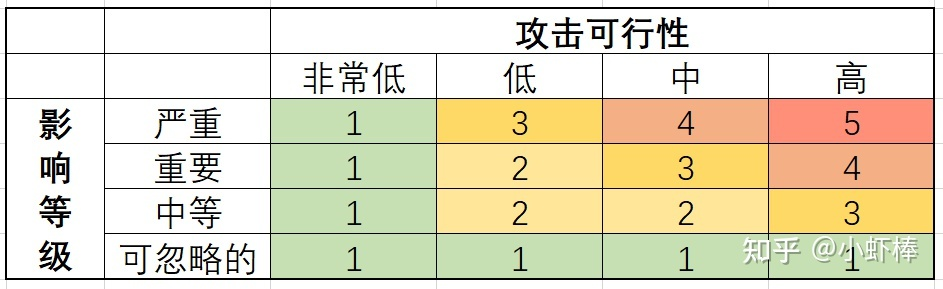 攻击可行性
非常低 低 中 高
影响等级
严重 1 3 4 5
重要 1 2 3 4
中等 1 2 2 3
可忽略的 1 1 1 1
知乎 @小虾棒